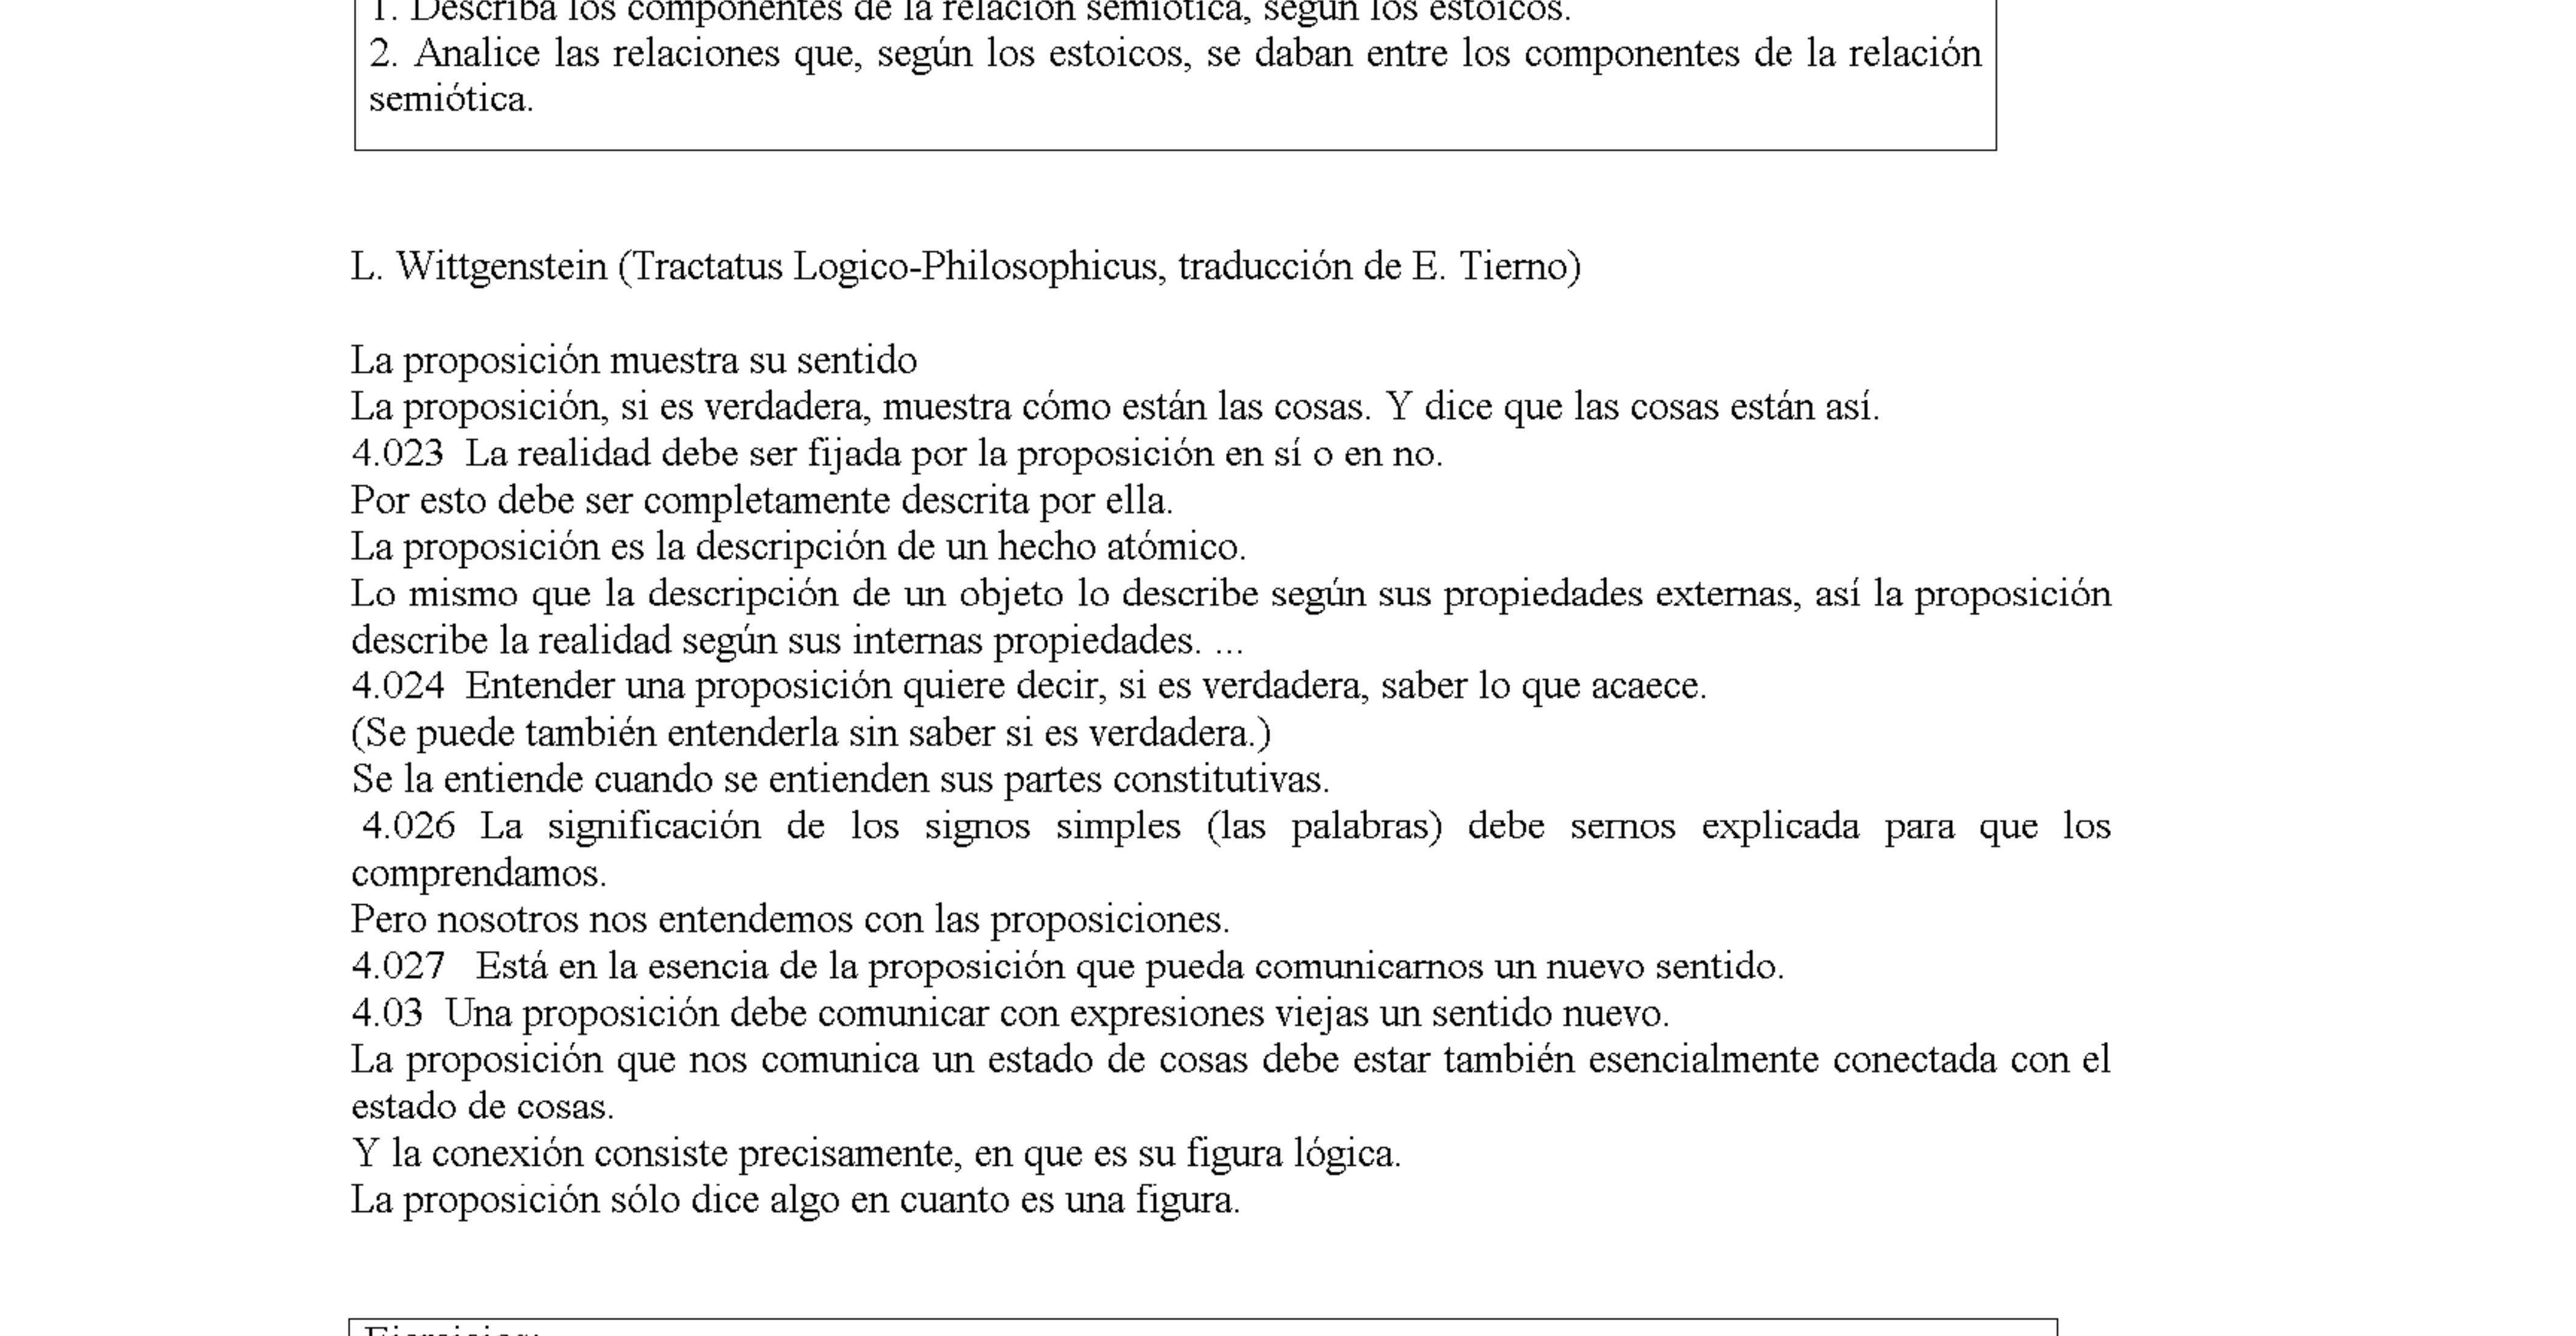 1. Describa los componentes de la relación semiótica, según los estoicos.
2. Analice las relaciones que, según los estoicos, se daban entre los componentes de la relación
semiótica.
L. Wittgenstein (Tractatus Logico-Philosophicus, traducción de E. Tierno)
La proposición muestra su sentido
La proposición, si es verdadera, muestra cómo están las cosas. Y dice que las cosas están así.
4.023 La realidad debe ser fijada por la proposición en sí o en no.
Por esto debe ser completamente descrita por ella.
La proposición es la descripción de un hecho atómico.
Lo mismo que la descripción de un objeto lo describe según sus propiedades externas, así la proposición
describe la realidad según sus internas propiedades. ...
4.024 Entender una proposición quiere decir, si es verdadera, saber lo que acaece.
(Se puede también entenderla sin saber si es verdadera.)
Se la entiende cuando se entienden sus partes constitutivas.
4.026 La significación de los signos simples (las palabras) debe sernos explicada para que los
comprendamos.
Pero nosotros nos entendemos con las proposiciones.
4.027 Está en la esencia de la proposición que pueda comunicarnos un nuevo sentido.
4.03 Una proposición debe comunicar con expresiones viejas un sentido nuevo.
La proposición que nos comunica un estado de cosas debe estar también esencialmente conectada con el
estado de cosas.
Y la conexión consiste precisamente, en que es su figura lógica.
La proposición sólo dice algo en cuanto es una figura.
Ejercicios: